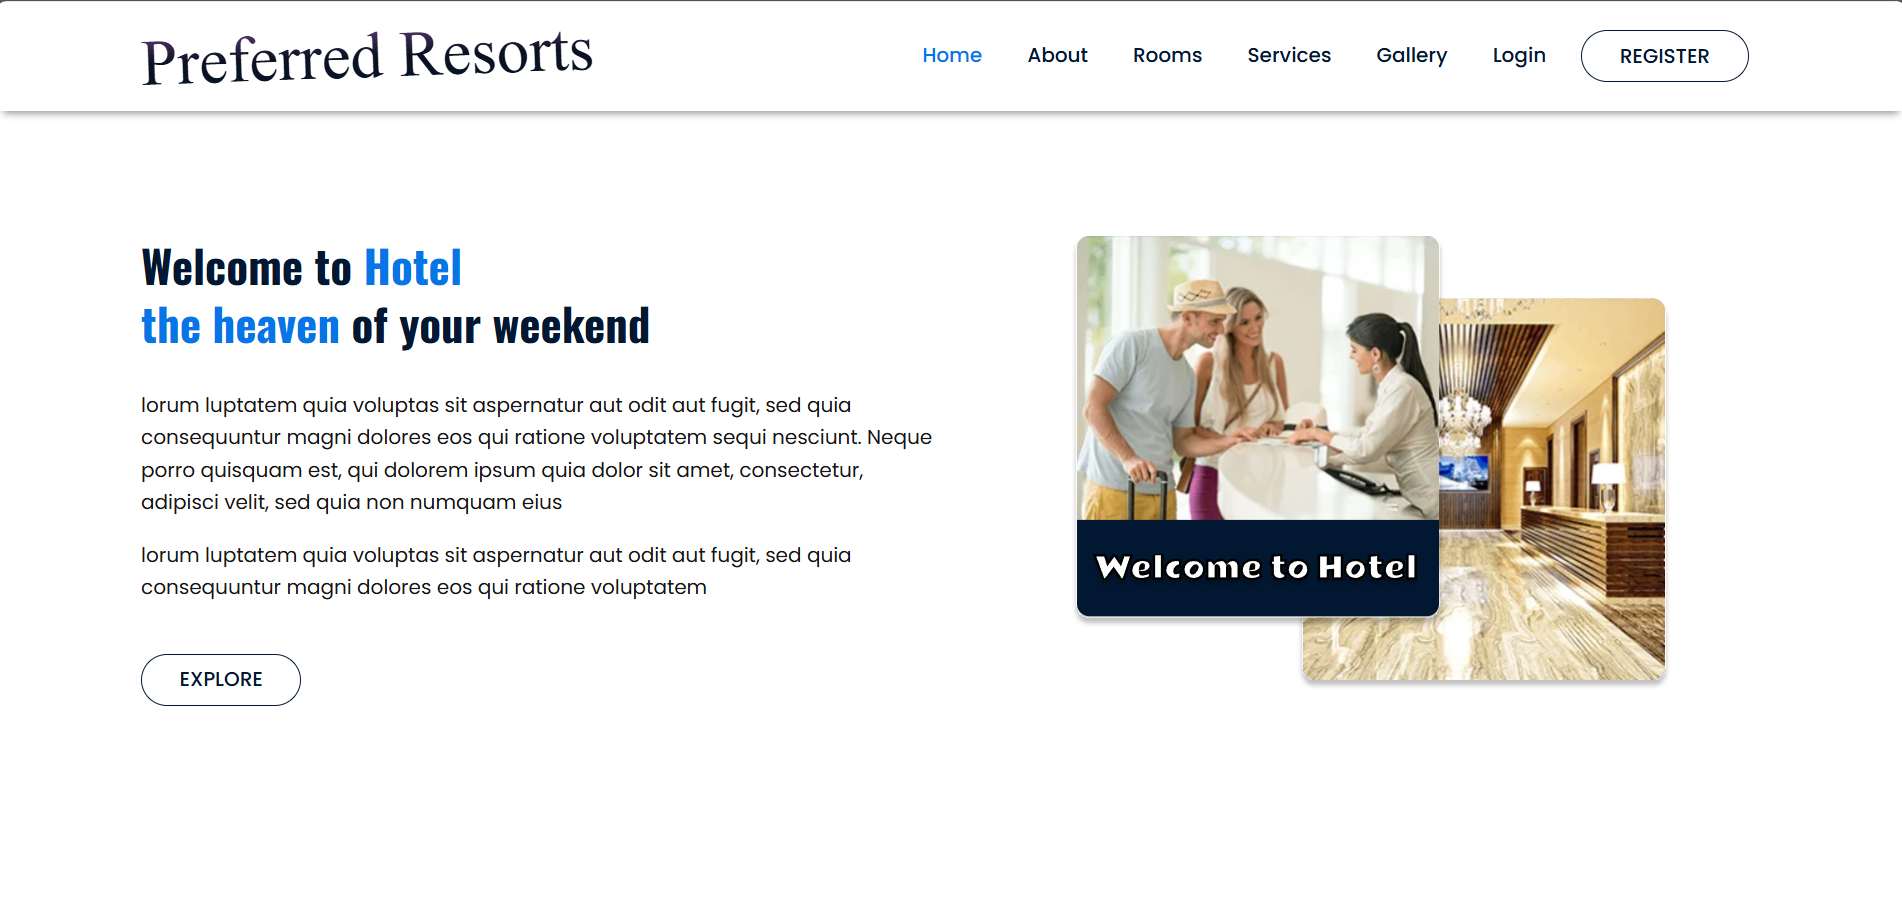 Preferred Resorts
Home About Rooms Services Gallery Login REGISTER
Welcome to Hotel
the heaven of your weekend
lorum luptatem quia voluptas sit aspernatur aut odit aut fugit, sed quia
consequuntur magni dolores eos qui ratione voluptatem sequi nesciunt. Neque
porro quisquam est, qui dolorem ipsum quia dolor sit amet, consectetur,
adipisci velit, sed quia non numquam eius
lorum luptatem quia voluptas sit aspernatur aut odit aut fugit, sed quia
consequuntur magni dolores eos qui ratione voluptatem
EXPLORE
Welcome to Hotel